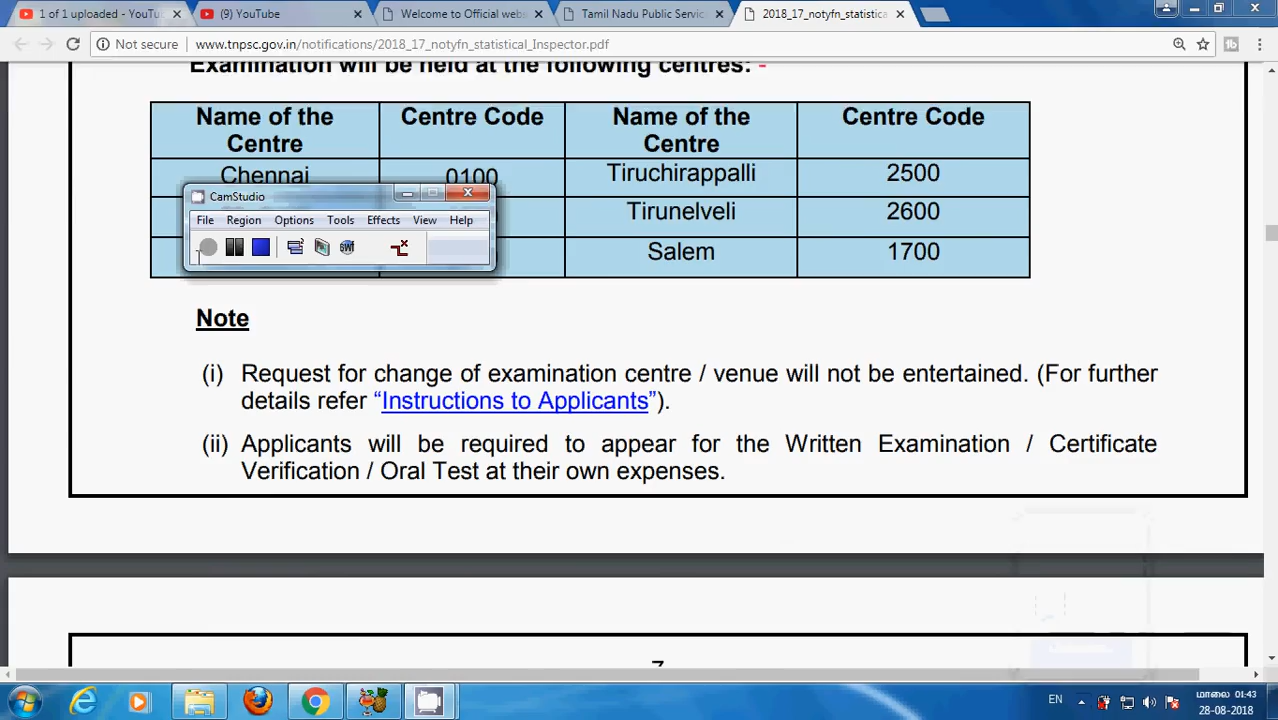 1 of 1 uploaded - YouTu
(9) YouTube
Welcome to Official webs
Tamil Nadu Public Servic
2018_17_notyfn_statistica
Not secure
www.tnpsc.gov.in/notifications/2018_17_notyfn_statistical_Inspector.pdf
Examination will be held at the following centres: -
Name of the Centre Centre Code Name of the Centre Centre Code
Chennai 0100 Tiruchirappalli 2500
Tirunelveli 2600
Salem 1700
CamStudio
File Region Options Tools Effects View Help
Note
(i) Request for change of examination centre / venue will not be entertained. (For further
details refer “Instructions to Applicants”).
(ii) Applicants will be required to appear for the Written Examination / Certificate
Verification / Oral Test at their own expenses.
7
EN
மாலை 01:43
28-08-2018